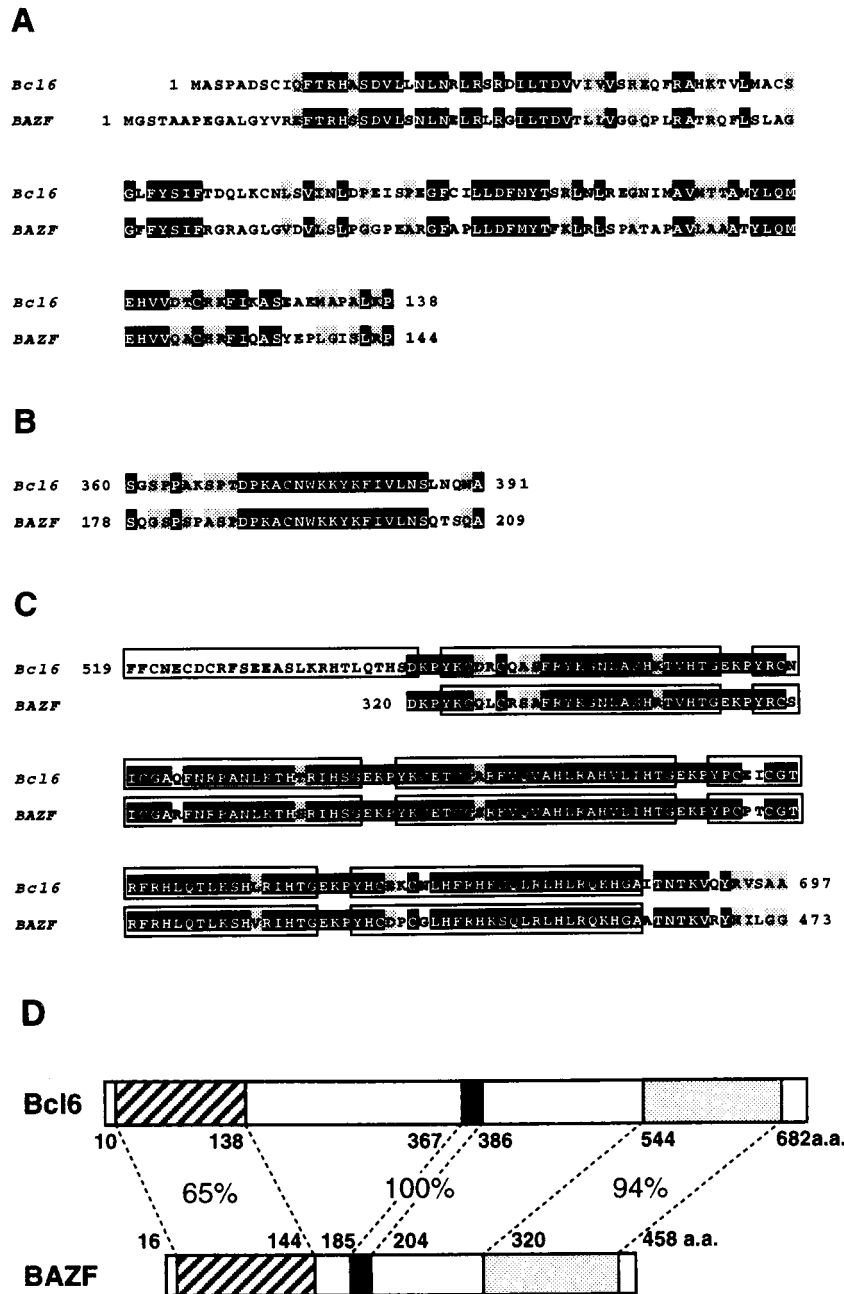 A
Bcl6 1 MASPADSCIQFTRHASDVLLNLNRLRSRDILTDVVIVVSREQFRAHKTVLMACS
BAZF 1 MGSTAAPEGALGYVREFTRHSSDVLSNLNELRLRGILTDVTLLVGGQPLRATRQFLSLAG
Bcl6 GLFYSIFTDQLKCNLSVINLDPEISPEGFCILLDFMYTSRLNLREGNIMAVMTTAMYLQM
BAZF GFFYSIFRGRAGLGVDVLSLPGGPEARGFAPLLDFMYTFKLRLSPATAPAVLAAATYLQM
Bcl6 EHVVDTCRKFIKASEAEMAPALKP 138
BAZF EHVVQACHRFIQASYEPLGISLRP 144
B
Bcl6 360 SGSPPAKSPTDPKACNWKKYKFIVLNSLNQNA 391
BAZF 178 SQGSPSPASPDPKACNWKKYKFIVLNSQTSQA 209
C
Bcl6 519 FFCNECDCRFSEEASLKRHTLQTHSDKPYKCDRCQASFRYKGNLASHKTVHTGEKPYRCN
BAZF 320 DKPYKCQLCRSAFRYKGNLASHRTVHTGEKPYRCS
Bcl6 ICGAQFNRPANLKTHTRIHSGEKPYKCETCGARFVQVAHLRAHVLIHTGEKPYPCEICGT
BAZF ICGARFNRPANLKTHSRIHSGEKPYKCETCGSRFVQVAHLRAHVLIHTGEKPYPCPTCGT
Bcl6 RFRHLQTLKSHLRIHTGEKPYHCEKCNLHFRHKSQLRLHLRQKHGAITNTKVQYRVSAA 697
BAZF RFRHLQTLKSHVRIHTGEKPYHCDPCGLHFRHKSQLRLHLRQKHGAATNTKVRYHILGG 473
D
Bcl6
10 138 367 386 544 682a.a.
65% 100% 94%
16 144 185 204 320 458 a.a.
BAZF